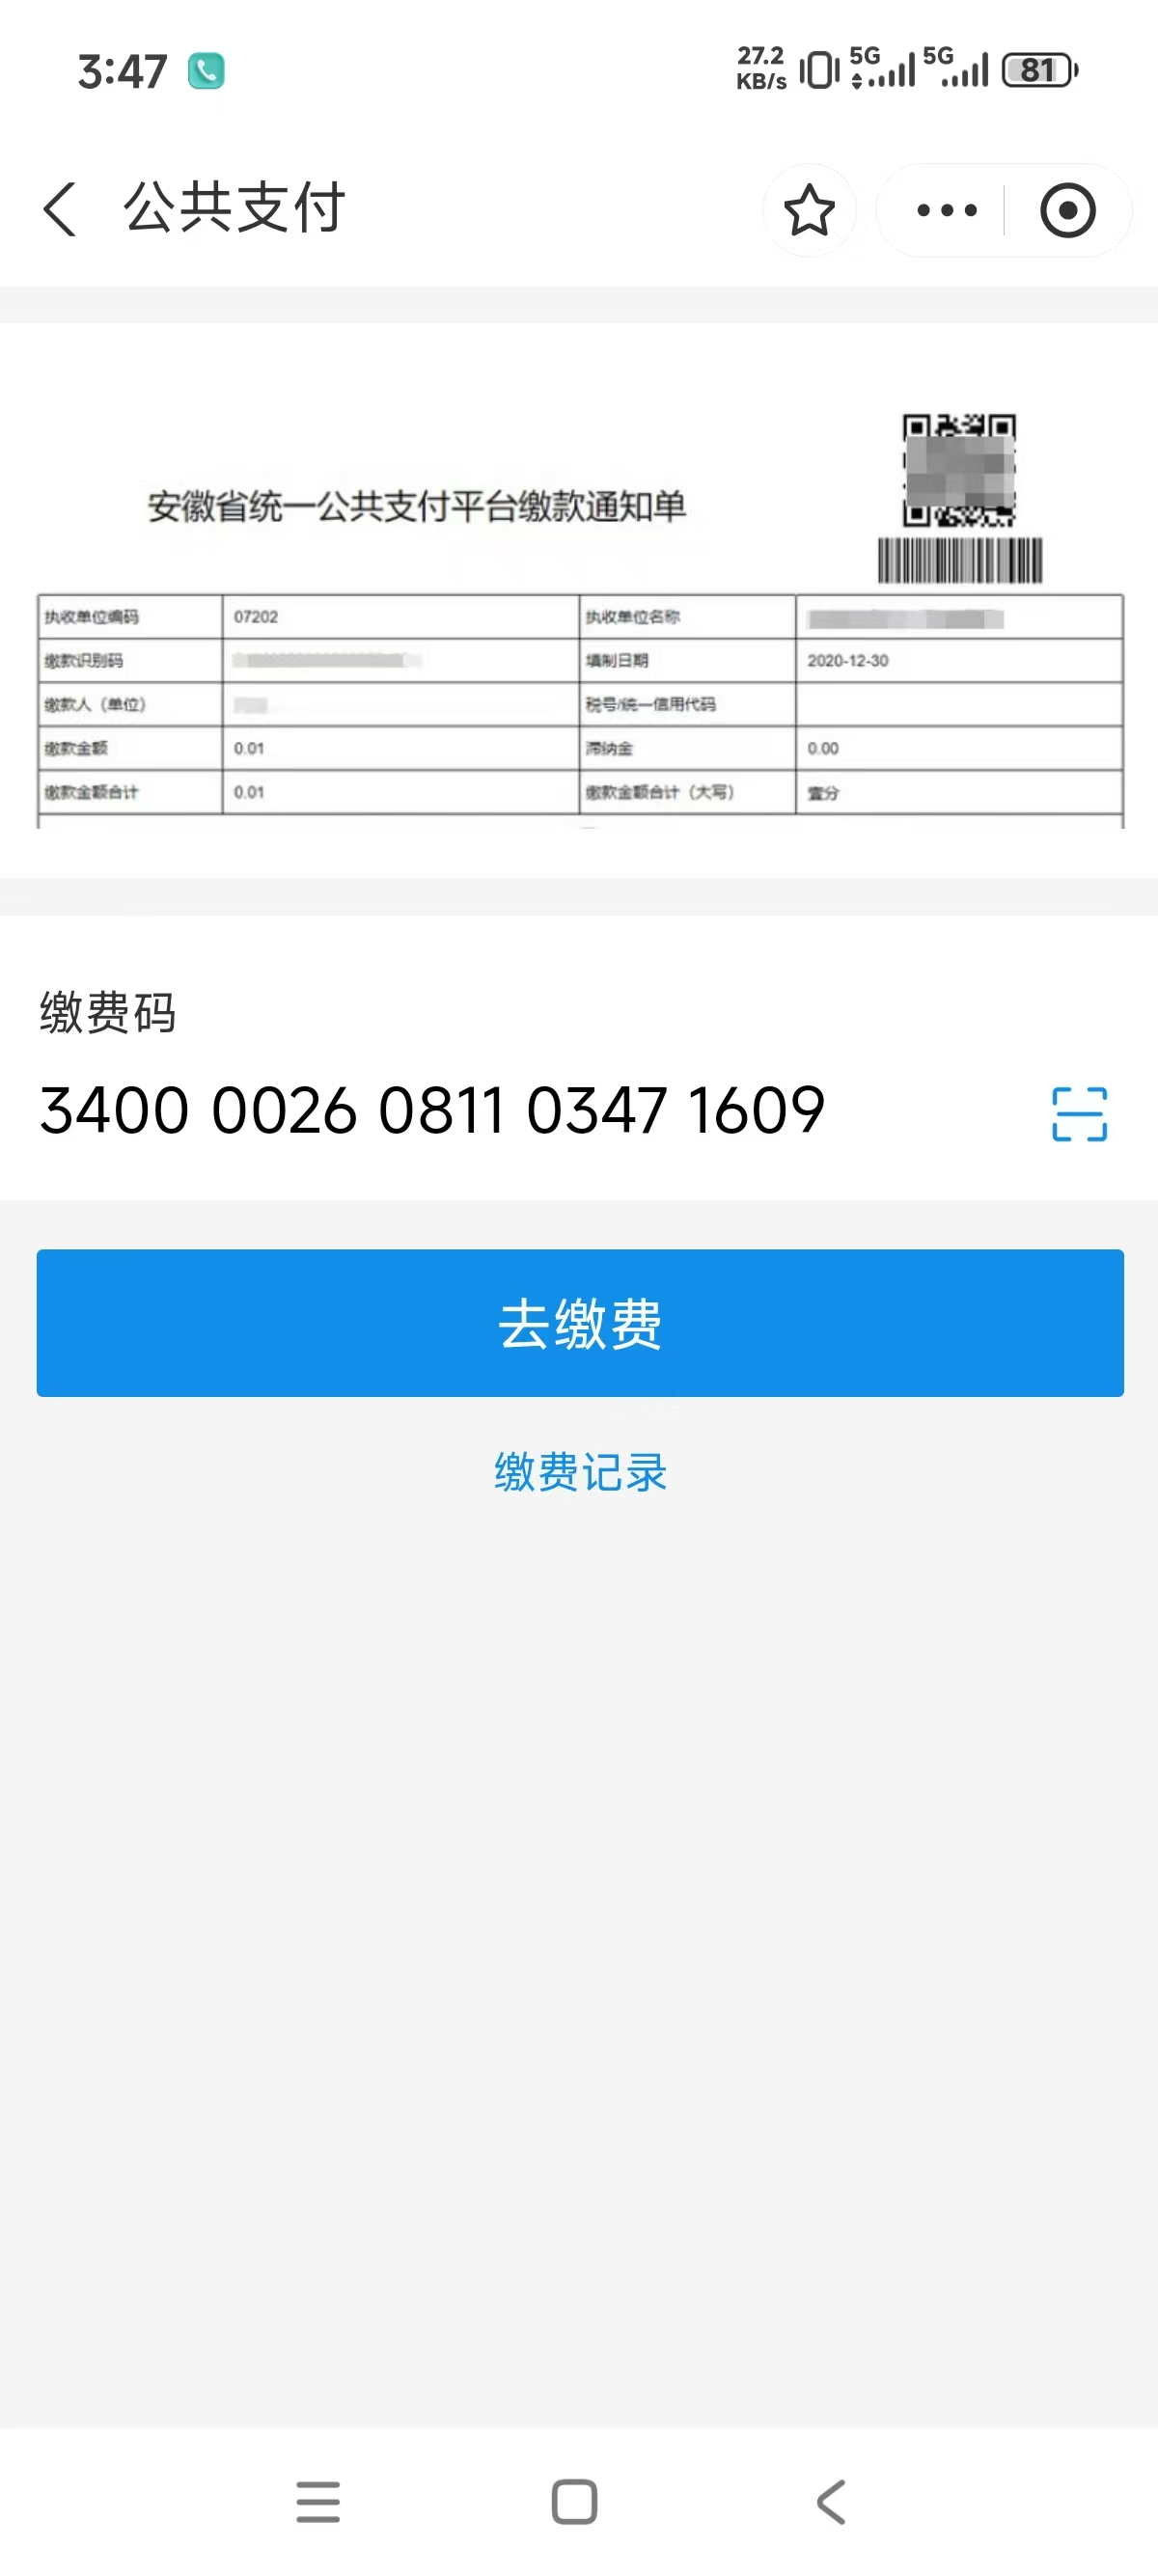 3:47
27.2 KB/s 5G 5G 81
公共支付
安徽省统一公共支付平台缴款通知单
执收单位编码 07202 执收单位名称
缴款识别码 填制日期 2020-12-30
缴款人（单位） 税号/统一信用代码
缴款金额 0.01 滞纳金 0.00
缴款金额合计 0.01 缴款金额合计（大写） 壹分
缴费码
3400 0026 0811 0347 1609
去缴费
缴费记录